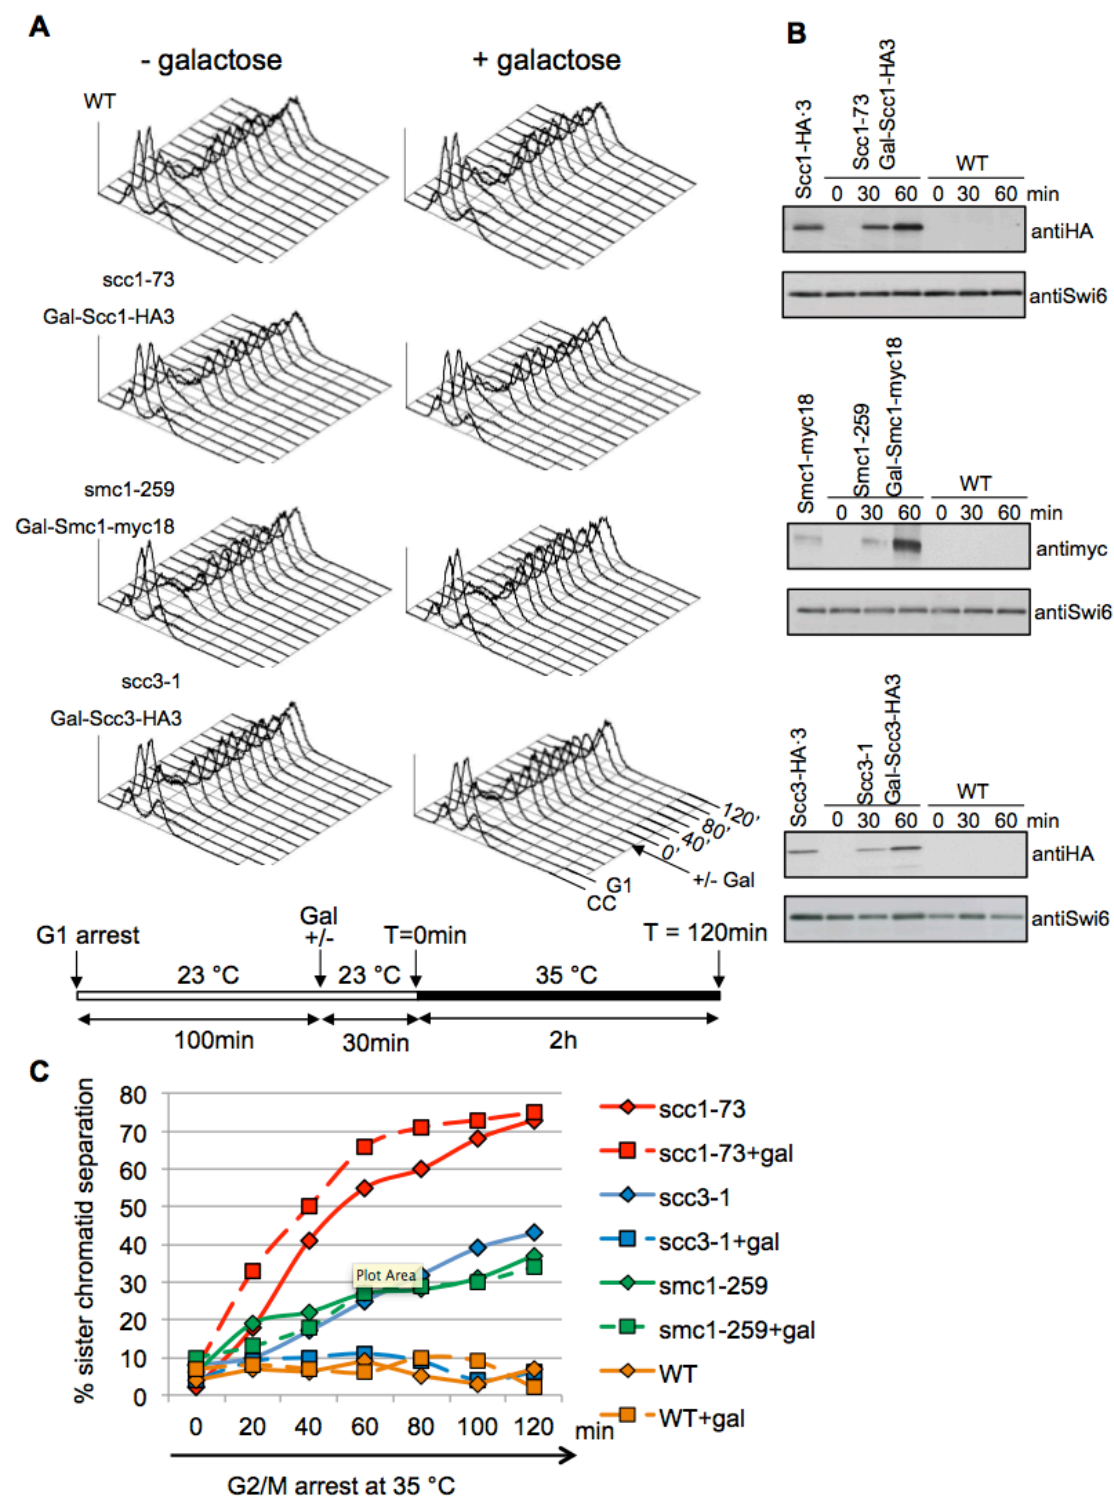 A
- galactose
+ galactose
WT
scc1-73
Gal-Scc1-HA3
smc1-259
Gal-Smc1-myc18
scc3-1
Gal-Scc3-HA3
120'
80'
40'
0'
+/- Gal
G1
CC
G1 arrest
Gal
+/-
T=0min
T = 120min
23 °C
23 °C
35 °C
100min
30min
2h
B
Scc1-HA·3
Scc1-73
Gal-Scc1-HA3
WT
0 30 60 0 30 60 min
antiHA
antiSwi6
Smc1-myc18
Smc1-259
Gal-Smc1-myc18
WT
0 30 60 0 30 60 min
antimyc
antiSwi6
Scc3-HA·3
Scc3-1
Gal-Scc3-HA3
WT
0 30 60 0 30 60 min
antiHA
antiSwi6
C
% sister chromatid separation
80
70
60
50
40
30
20
10
0
Plot Area
0 20 40 60 80 100 120 min
G2/M arrest at 35 °C
scc1-73
scc1-73+gal
scc3-1
scc3-1+gal
smc1-259
smc1-259+gal
WT
WT+gal